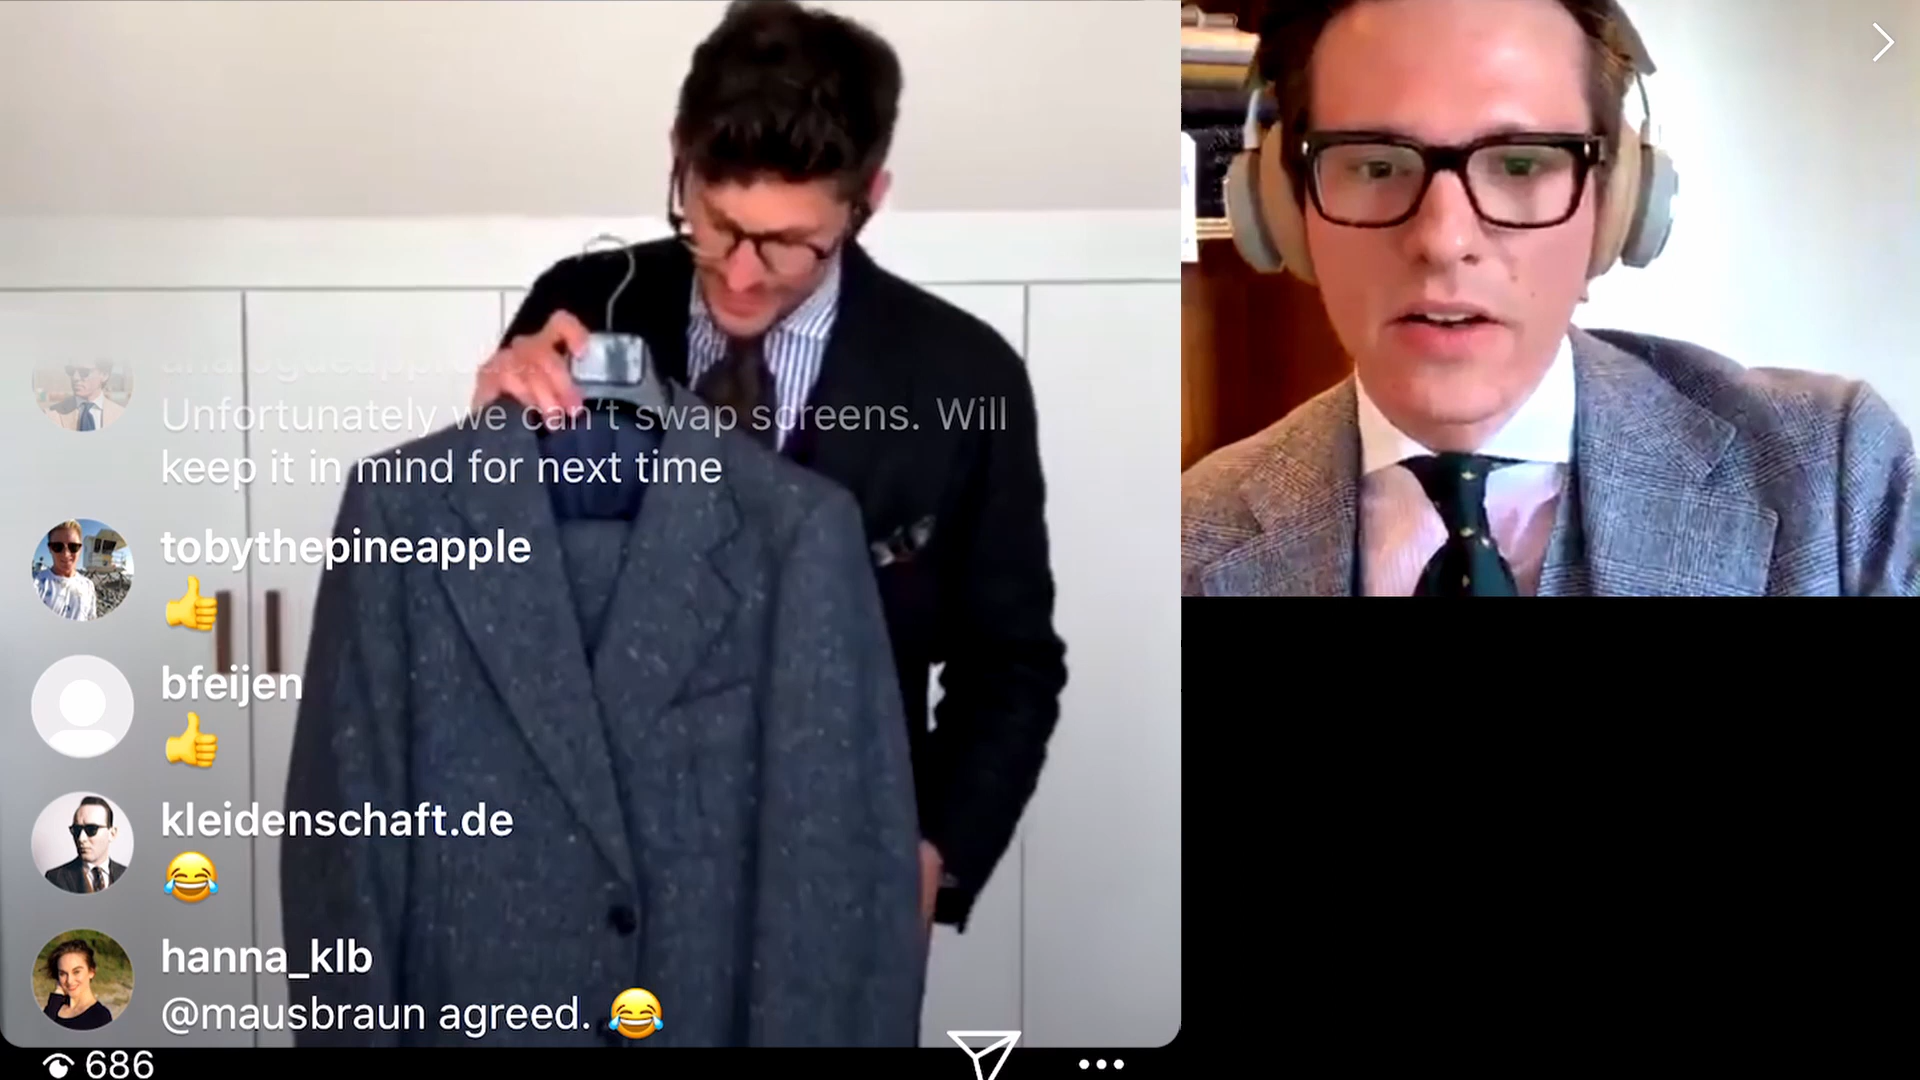 Unfortunately we can't swap screens. Will
keep it in mind for next time
tobythepineapple
👍
bfeijen
👍
kleidenschaft.de
😂
hanna_klb
@mausbraun agreed. 😂
686